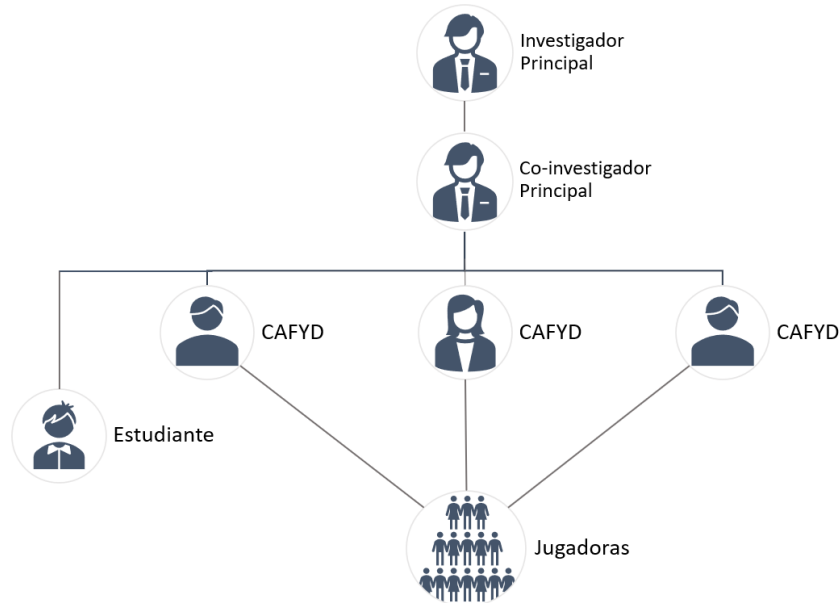 Investigador
Principal
Co-investigador
Principal
CAFYD
CAFYD
CAFYD
Estudiante
Jugadoras